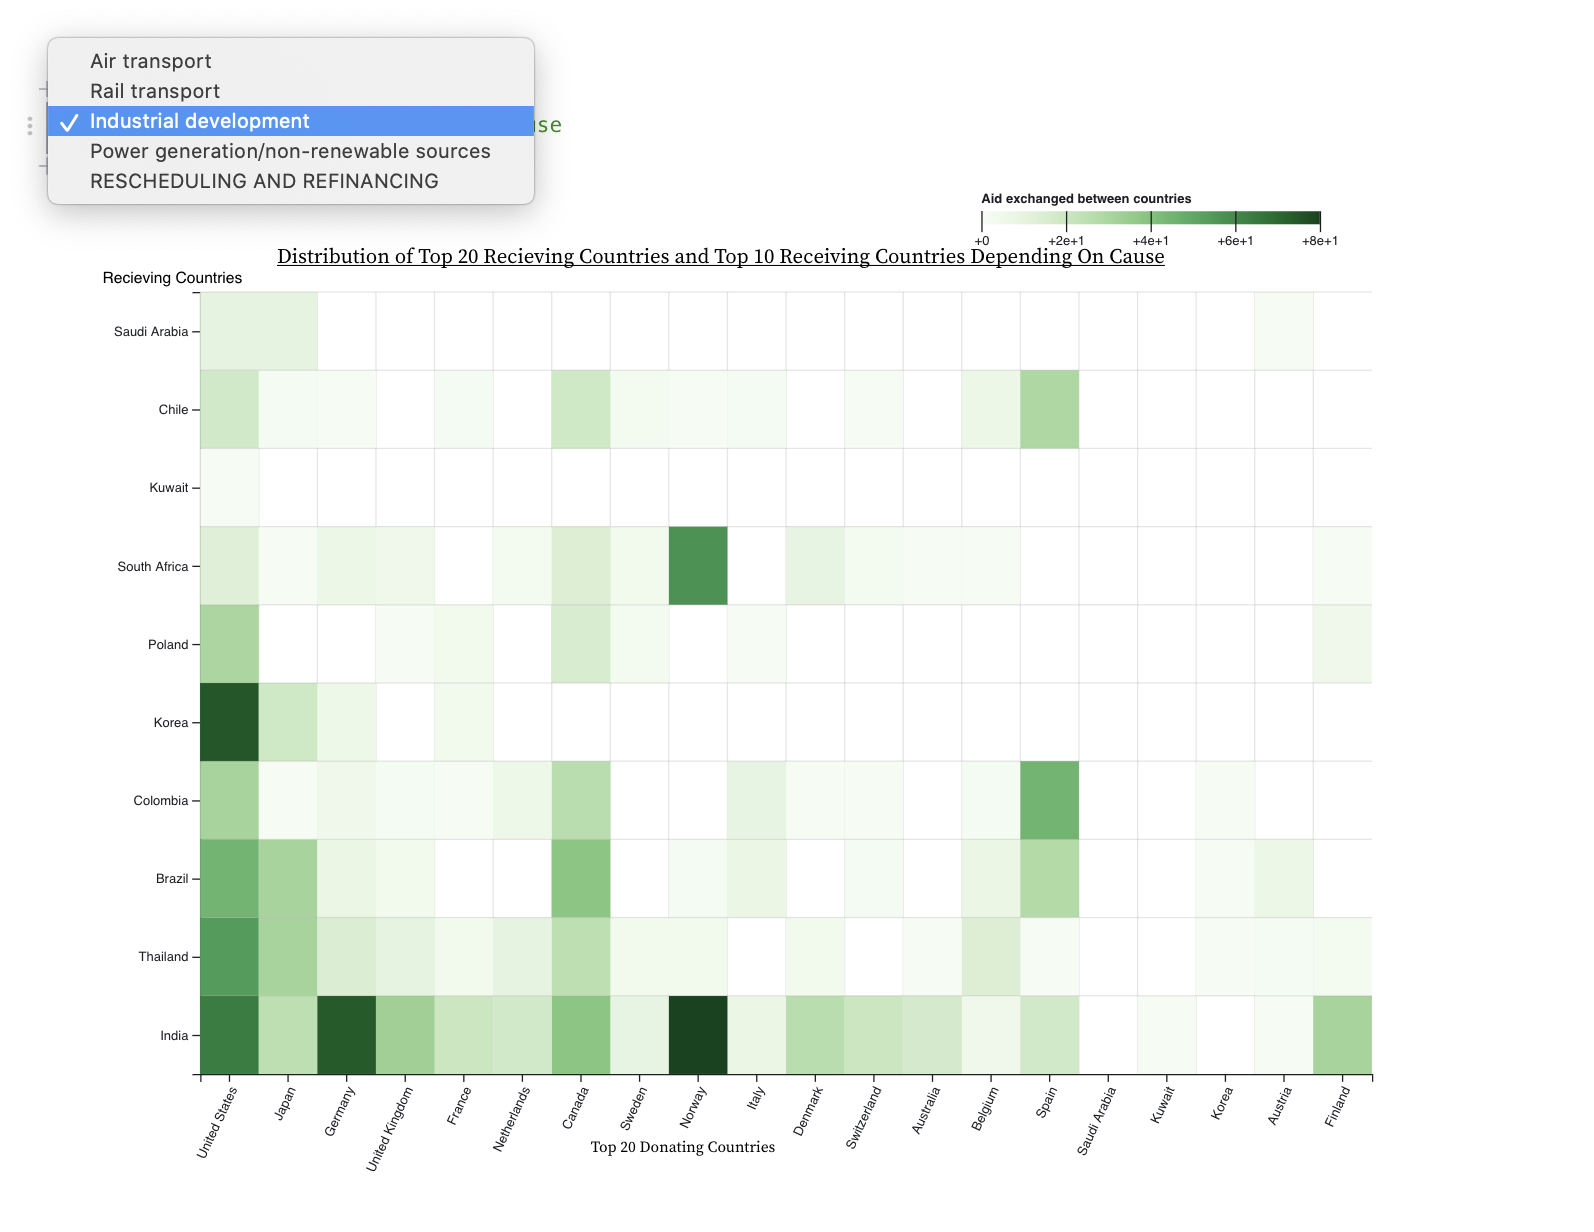 Air transport
Rail transport
✓ Industrial development
use
Power generation/non-renewable sources
RESCHEDULING AND REFINANCING
Aid exchanged between countries
+0 +2e+1 +4e+1 +6e+1 +8e+1
Distribution of Top 20 Recieving Countries and Top 10 Receiving Countries Depending On Cause
Recieving Countries
Saudi Arabia
Chile
Kuwait
South Africa
Poland
Korea
Colombia
Brazil
Thailand
India
United States
Japan
Germany
United Kingdom
France
Netherlands
Canada
Sweden
Norway
Italy
Denmark
Switzerland
Australia
Belgium
Spain
Saudi Arabia
Kuwait
Korea
Austria
Finland
Top 20 Donating Countries